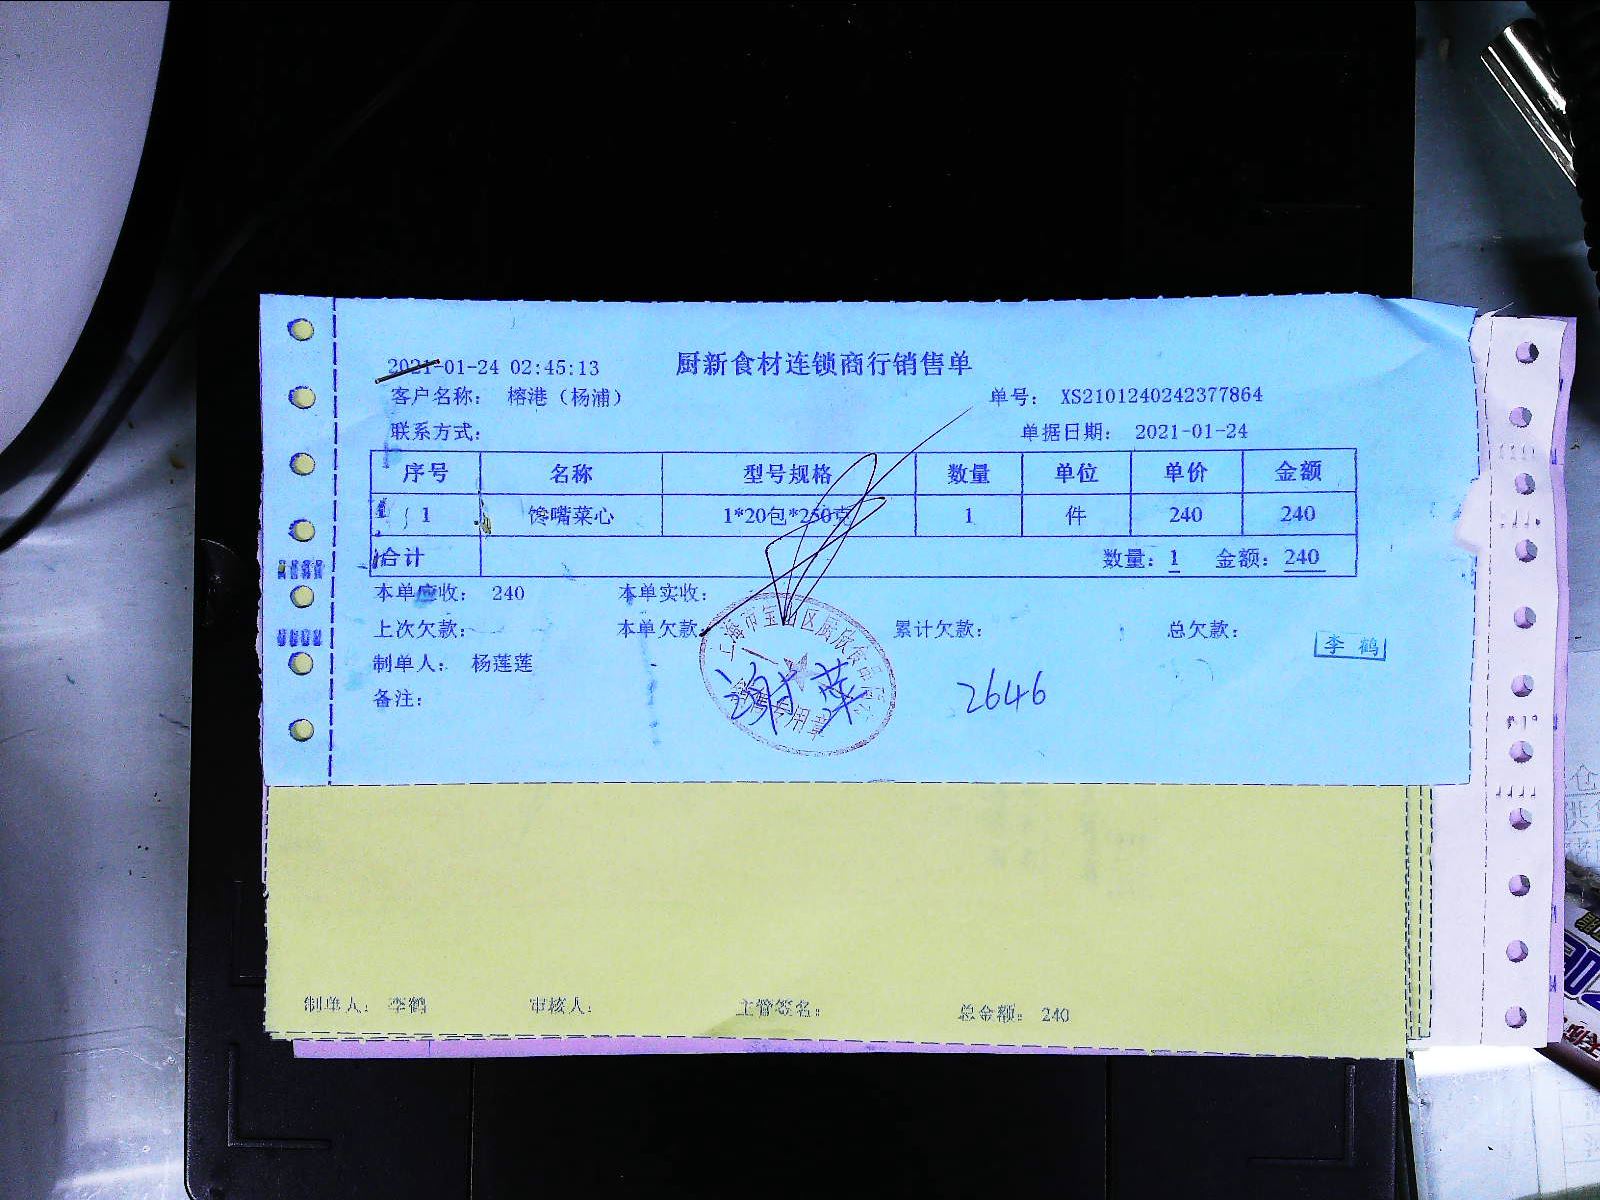 2021-01-24 02:45:13 厨新食材连锁商行销售单
客户名称： 榕港（杨浦） 单号： XS2101240242377864
联系方式： 单据日期： 2021-01-24
序号 名称 型号规格 数量 单位 单价 金额
1 馋嘴菜心 1*20包*250克 1 件 240 240
合计 数量：1 金额：240
本单应收： 240 本单实收：
上次欠款： 本单欠款： 累计欠款： 总欠款：
李鹤
制单人： 杨莲莲
备注：
2646
制单人： 李鹤 审核人： 主管签名： 总金额： 240